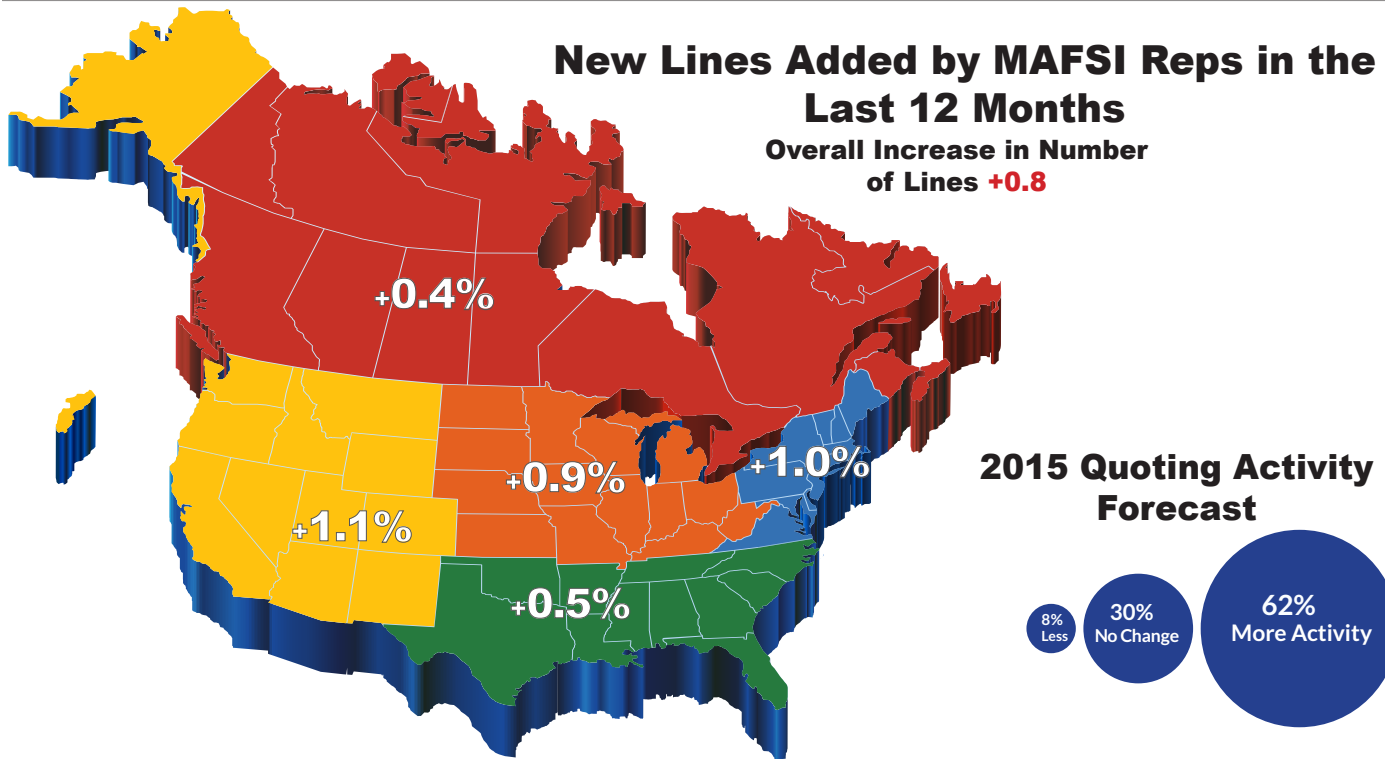 New Lines Added by MAFSI Reps in the
Last 12 Months
Overall Increase in Number
of Lines +0.8
+0.4%
+0.9%
+1.0%
+1.1%
+0.5%
2015 Quoting Activity
Forecast
8%
Less
30%
No Change
62%
More Activity